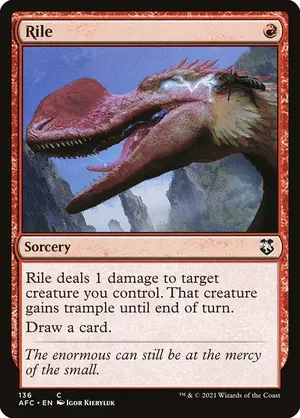 Rile
Sorcery
Rile deals 1 damage to target
creature you control. That creature
gains trample until end of turn.
Draw a card.
The enormous can still be at the mercy
of the small.
136 C
AFC • EN Igor Kieryluk
™ & © 2021 Wizards of the Coast